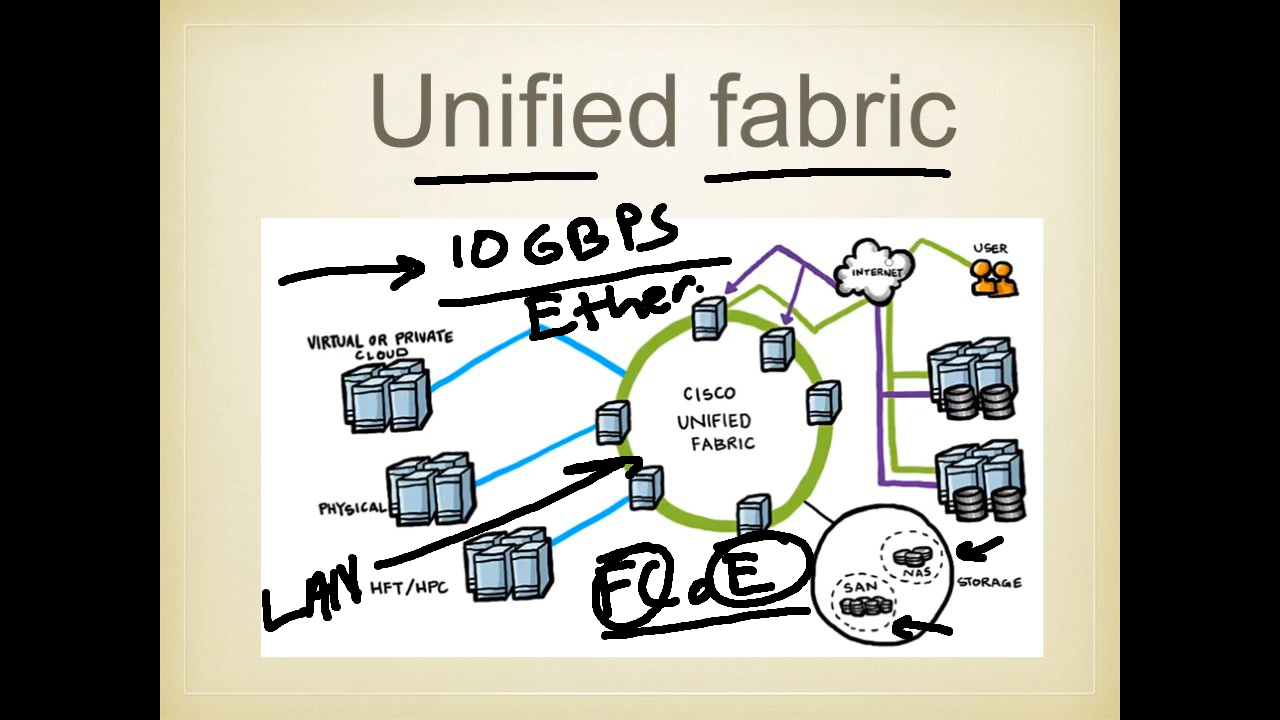 Unified fabric
10 GBPS
Ether.
INTERNET
USER
VIRTUAL OR PRIVATE
CLOUD
CISCO
UNIFIED
FABRIC
PHYSICAL
LAN
HFT/HPC
FCoE
NAS
SAN
STORAGE